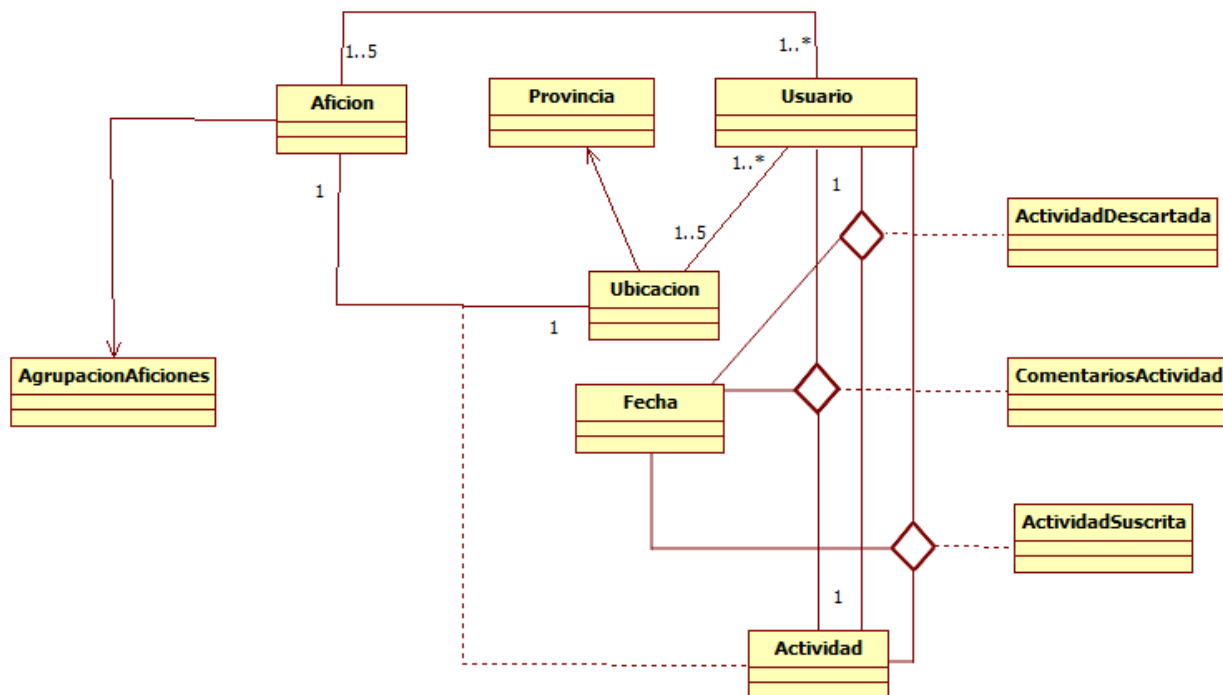 1..5
1..*
Aficion
Provincia
Usuario
1..*
1
1
ActividadDescartada
1..5
Ubicacion
1
AgrupacionAficiones
Fecha
ComentariosActividad
ActividadSuscrita
1
Actividad